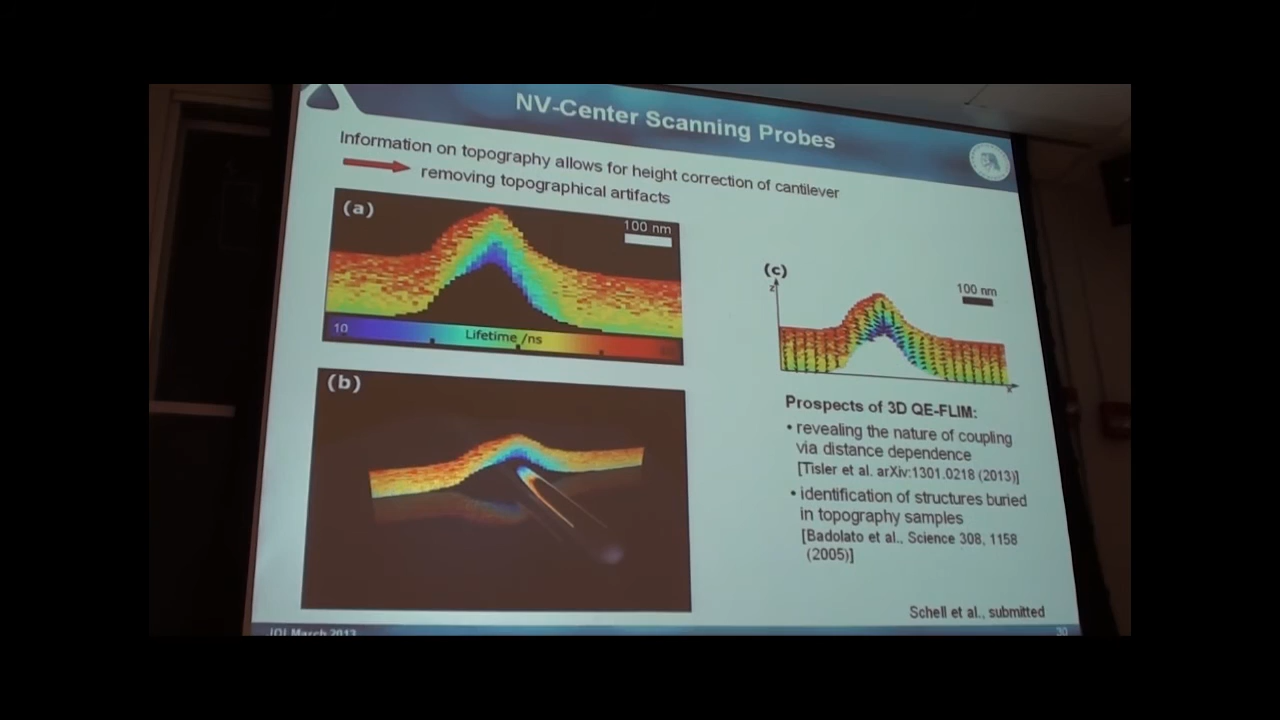 NV-Center Scanning Probes
Information on topography allows for height correction of cantilever
removing topographical artifacts
(a)
100 nm
10
Lifetime /ns
(b)
(c)
z
100 nm
x
Prospects of 3D QE-FLIM:
• revealing the nature of coupling
via distance dependence
[Tisler et al. arXiv:1301.0218 (2013)]
• identification of structures buried
in topography samples
[Badolato et al., Science 308, 1158
(2005)]
Schell et al., submitted
JQI March 2013
30